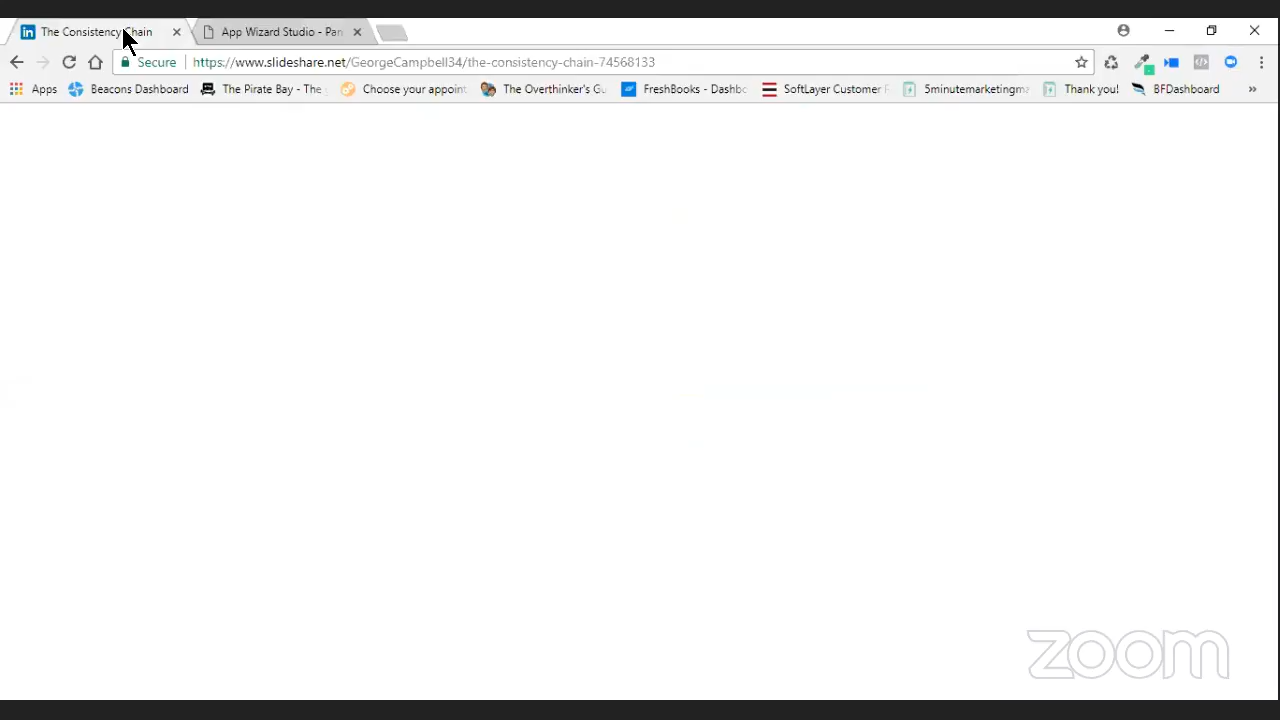 in The Consistency Chain App Wizard Studio - Pan
Secure https://www.slideshare.net/GeorgeCampbell34/the-consistency-chain-74568133
Apps Beacons Dashboard The Pirate Bay - The Choose your appoint The Overthinker's Gu FreshBooks - Dashbo SoftLayer Customer 5minutemarketingma Thank you! BFDashboard »
zoom